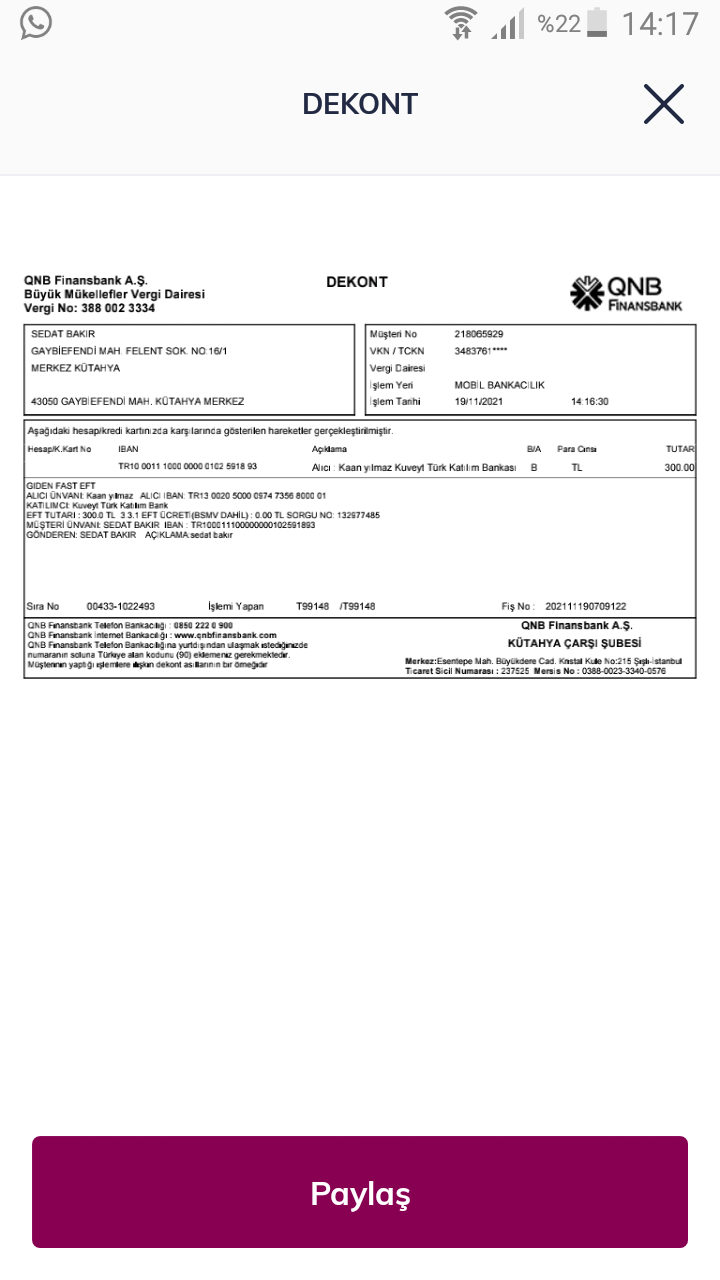 %22 14:17
DEKONT
QNB Finansbank A.Ş.
Büyük Mükellefler Vergi Dairesi
Vergi No: 388 002 3334
DEKONT
QNB
FİNANSBANK
SEDAT BAKIR
GAYBİEFENDİ MAH. FELENT SOK. NO:16/1
MERKEZ KÜTAHYA
43050 GAYBİEFENDİ MAH. KÜTAHYA MERKEZ
Müşteri No 218065929
VKN / TCKN 3483761****
Vergi Dairesi
İşlem Yeri MOBİL BANKACILIK
İşlem Tarihi 19/11/2021 14:16:30
Aşağıdaki hesap/kredi kartınızda karşılarında gösterilen hareketler gerçekleştirilmiştir.
Hesap/K.Kart No IBAN Açıklama B/A Para Cinsi TUTAR
TR10 0011 1000 0000 0102 5918 93 Alıcı : Kaan yılmaz Kuveyt Türk Katılım Bankası B TL 300.00
GIDEN FAST EFT
ALICI ÜNVANI: Kaan yılmaz ALICI IBAN: TR13 0020 5000 0974 7356 8000 01
KATILIMCI: Kuveyt Türk Katılım Bank
EFT TUTARI : 300.0 TL 3.3.1 EFT ÜCRETİ(BSMV DAHİL) : 0.00 TL SORGU NO: 132977485
MÜŞTERİ ÜNVANI: SEDAT BAKIR IBAN : TR100011100000000102591893
GÖNDEREN: SEDAT BAKIR AÇIKLAMA:sedat bakır
Sıra No 00433-1022493 İşlemi Yapan T99148 /T99148 Fiş No : 202111190709122
QNB Finansbank Telefon Bankacılığı : 0850 222 0 900
QNB Finansbank İnternet Bankacılığı : www.qnbfinansbank.com
QNB Finansbank Telefon Bankacılığına yurtdışından ulaşmak istediğinizde
numaranın soluna Türkiye alan kodunu (90) eklemeniz gerekmektedir.
Müşterinin yaptığı işlemlere ilişkin dekont asıllarının bir örneğidir
QNB Finansbank A.Ş.
KÜTAHYA ÇARŞI ŞUBESİ
Merkez:Esentepe Mah. Büyükdere Cad. Kristal Kule No:215 Şişli-İstanbul
Ticaret Sicil Numarası : 237525 Mersis No : 0388-0023-3340-0576
Paylaş